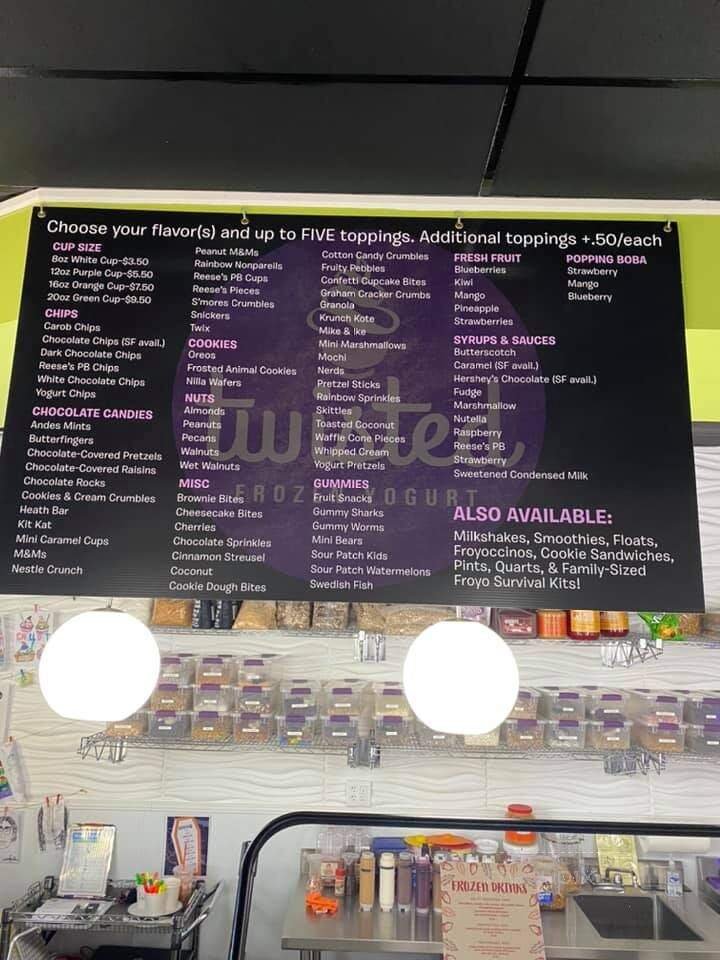 Choose your flavor(s) and up to FIVE toppings. Additional toppings +.50/each
CUP SIZE
8oz White Cup-$3.50
12oz Purple Cup-$5.50
16oz Orange Cup-$7.50
20oz Green Cup-$9.50
CHIPS
Carob Chips
Chocolate Chips (SF avail.)
Dark Chocolate Chips
Reese's PB Chips
White Chocolate Chips
Yogurt Chips
CHOCOLATE CANDIES
Andes Mints
Butterfingers
Chocolate-Covered Pretzels
Chocolate-Covered Raisins
Chocolate Rocks
Cookies & Cream Crumbles
Heath Bar
Kit Kat
Mini Caramel Cups
M&Ms
Nestle Crunch
Peanut M&Ms
Rainbow Nonpareils
Reese's PB Cups
Reese's Pieces
S'mores Crumbles
Snickers
Twix
COOKIES
Oreos
Frosted Animal Cookies
Nilla Wafers
NUTS
Almonds
Peanuts
Pecans
Walnuts
Wet Walnuts
MISC
Brownie Bites
Cheesecake Bites
Cherries
Chocolate Sprinkles
Cinnamon Streusel
Coconut
Cookie Dough Bites
Cotton Candy Crumbles
Fruity Pebbles
Confetti Cupcake Bites
Graham Cracker Crumbs
Granola
Krunch Kote
Mike & Ike
Mini Marshmallows
Mochi
Nerds
Pretzel Sticks
Rainbow Sprinkles
Skittles
Toasted Coconut
Waffle Cone Pieces
Whipped Cream
Yogurt Pretzels
GUMMIES
Fruit Snacks
Gummy Sharks
Gummy Worms
Mini Bears
Sour Patch Kids
Sour Patch Watermelons
Swedish Fish
FRESH FRUIT
Blueberries
Kiwi
Mango
Pineapple
Strawberries
SYRUPS & SAUCES
Butterscotch
Caramel (SF avail.)
Hershey's Chocolate (SF avail.)
Fudge
Marshmallow
Nutella
Raspberry
Reese's PB
Strawberry
Sweetened Condensed Milk
POPPING BOBA
Strawberry
Mango
Blueberry
ALSO AVAILABLE:
Milkshakes, Smoothies, Floats,
Froyoccinos, Cookie Sandwiches,
Pints, Quarts, & Family-Sized
Froyo Survival Kits!
twisted
FROZEN YOGURT
FROZEN DRINKS